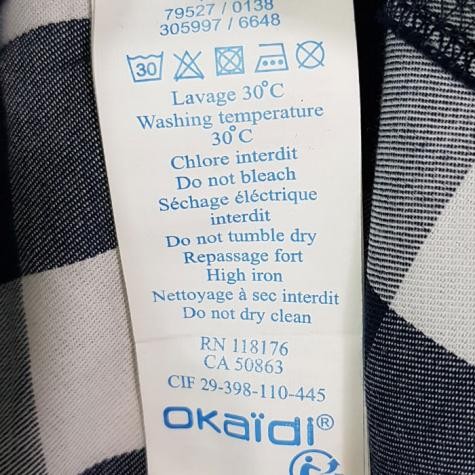 79527 / 0138
305997 / 6648
30
Lavage 30°C
Washing temperature
30°C
Chlore interdit
Do not bleach
Séchage éléctrique
interdit
Do not tumble dry
Repassage fort
High iron
Nettoyage à sec interdit
Do not dry clean
RN 118176
CA 50863
CIF 29-398-110-445
okaïdi®